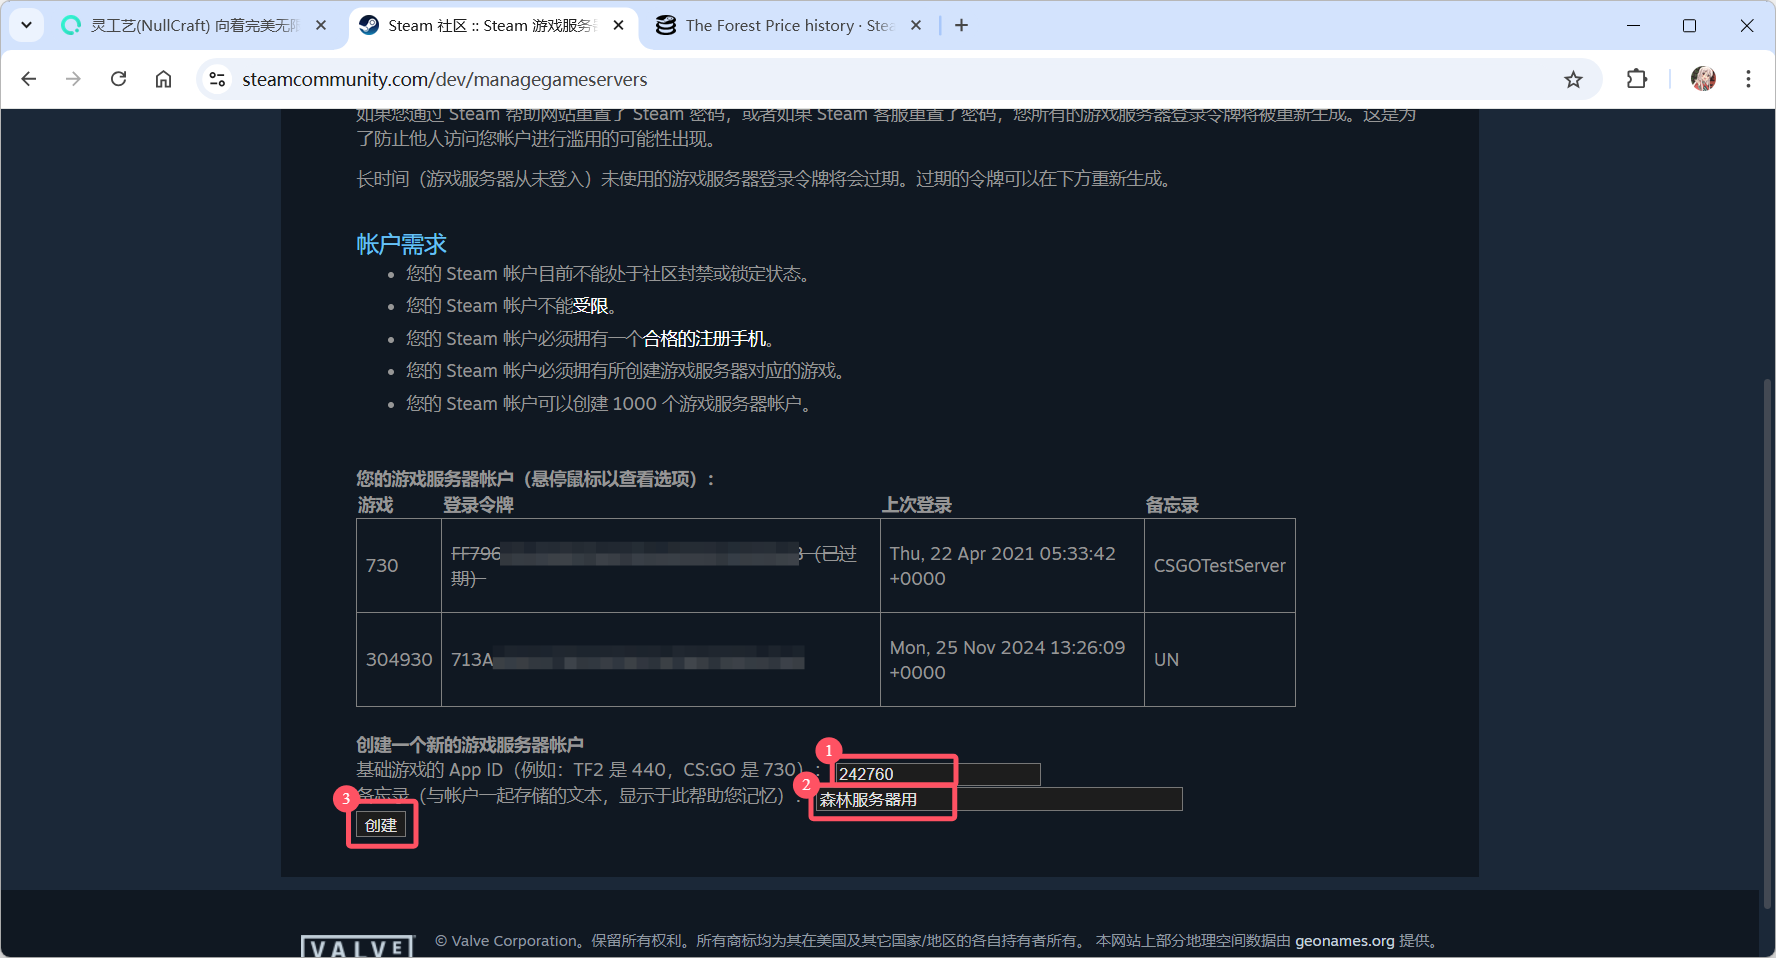 灵工艺(NullCraft) 向着完美无
Steam 社区 :: Steam 游戏服务
The Forest Price history · Stea
steamcommunity.com/dev/managegameservers
如果您通过 Steam 帮助网站重置了 Steam 密码，或者如果 Steam 客服重置了密码，您所有的游戏服务器登录令牌将被重新生成。这是为
了防止他人访问您帐户进行滥用的可能性出现。
长时间（游戏服务器从未登入）未使用的游戏服务器登录令牌将会过期。过期的令牌可以在下方重新生成。
帐户需求
您的 Steam 帐户目前不能处于社区封禁或锁定状态。
您的 Steam 帐户不能受限。
您的 Steam 帐户必须拥有一个合格的注册手机。
您的 Steam 帐户必须拥有所创建游戏服务器对应的游戏。
您的 Steam 帐户可以创建 1000 个游戏服务器帐户。
您的游戏服务器帐户（悬停鼠标以查看选项）：
游戏 登录令牌 上次登录 备忘录
730 FF796 3（已过 Thu, 22 Apr 2021 05:33:42 CSGOTestServer
期） +0000
304930 713A Mon, 25 Nov 2024 13:26:09 UN
+0000
创建一个新的游戏服务器帐户
1
基础游戏的 App ID（例如：TF2 是 440，CS:GO 是 730）： 242760
2
备忘录（与帐户一起存储的文本，显示于此帮助您记忆）： 森林服务器用
3
创建
VALVE
© Valve Corporation。保留所有权利。所有商标均为其在美国及其它国家/地区的各自持有者所有。 本网站上部分地理空间数据由 geonames.org 提供。